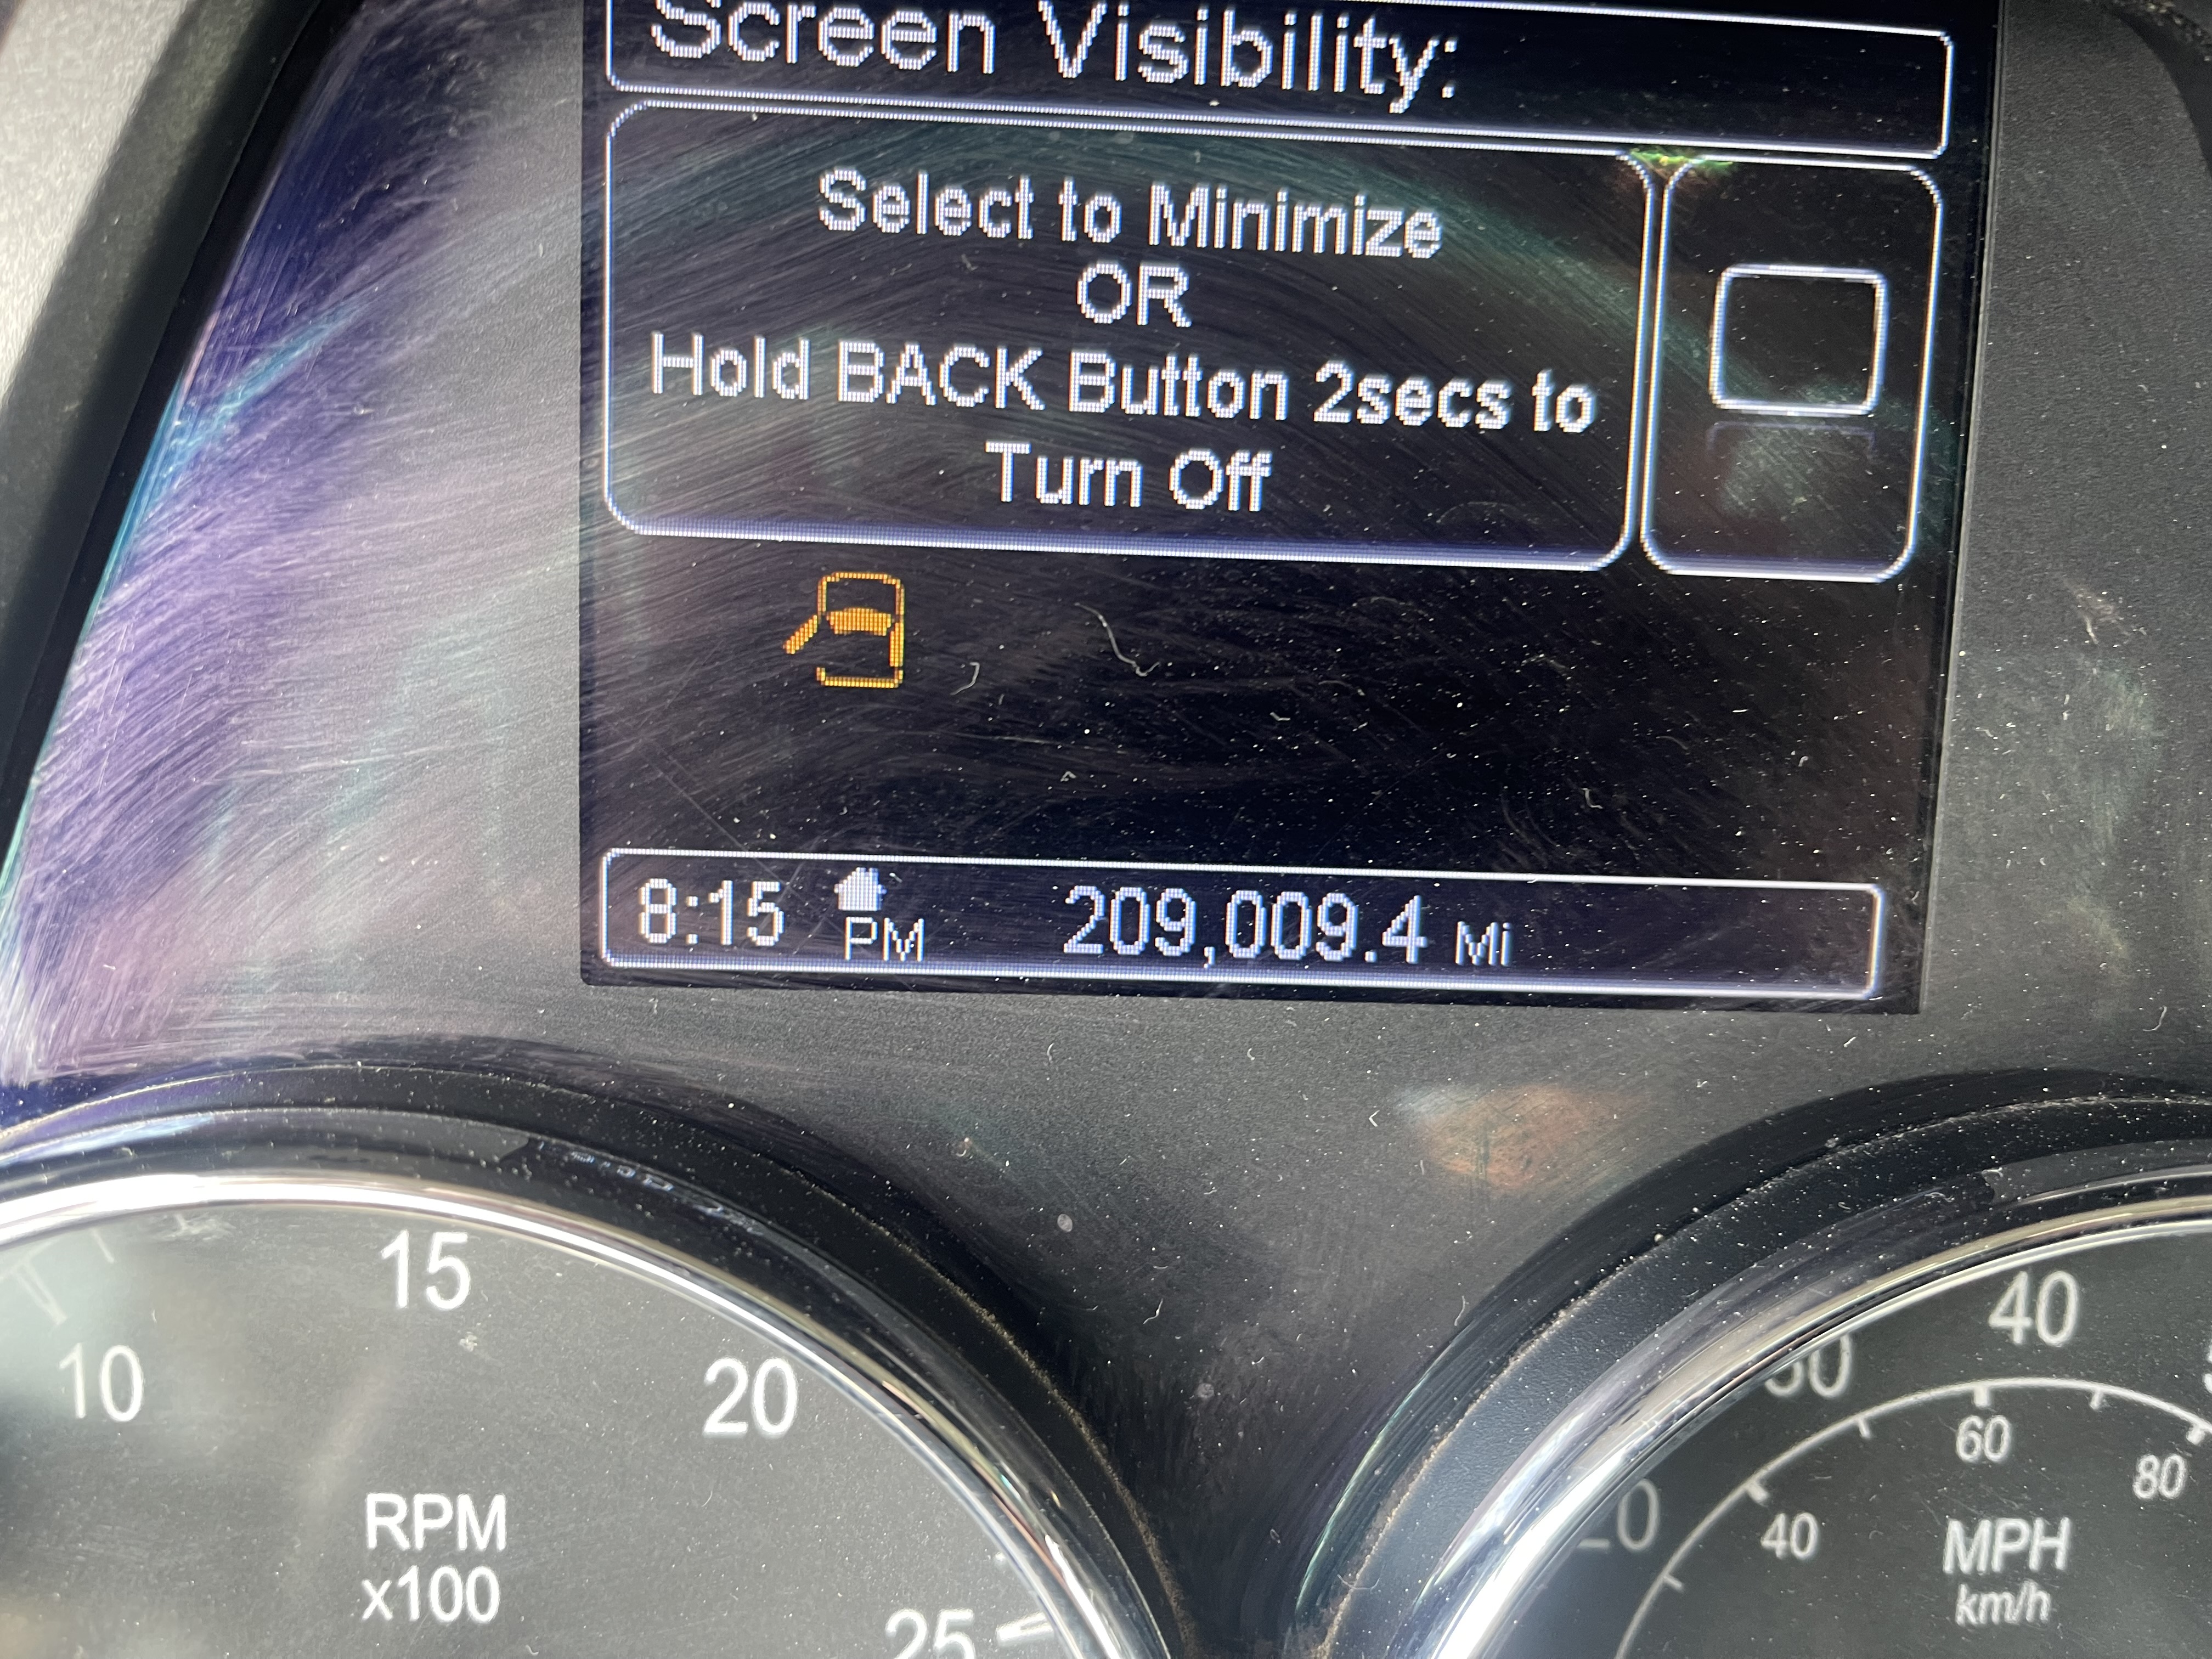 Screen Visibility:
Select to Minimize
OR
Hold BACK Button 2secs to
Turn Off
8:15 PM 209,009.4 Mi
10
15
20
25
RPM
x100
40
60
80
40
MPH
km/h